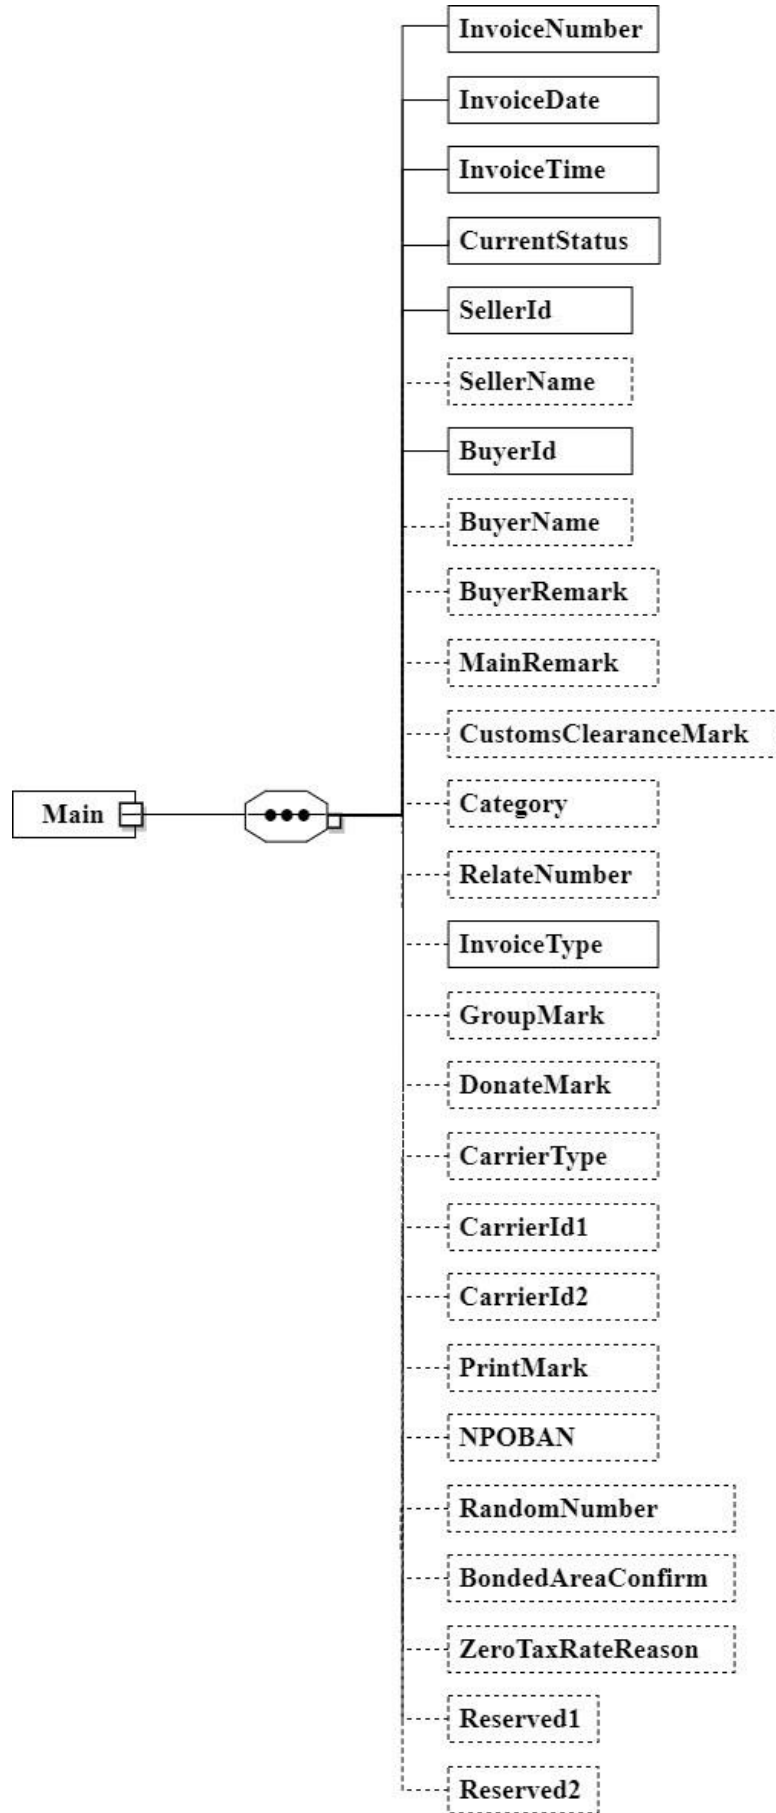 InvoiceNumber
InvoiceDate
InvoiceTime
CurrentStatus
SellerId
SellerName
BuyerId
BuyerName
BuyerRemark
MainRemark
CustomsClearanceMark
Main
Category
RelateNumber
InvoiceType
GroupMark
DonateMark
CarrierType
CarrierId1
CarrierId2
PrintMark
NPOBAN
RandomNumber
BondedAreaConfirm
ZeroTaxRateReason
Reserved1
Reserved2